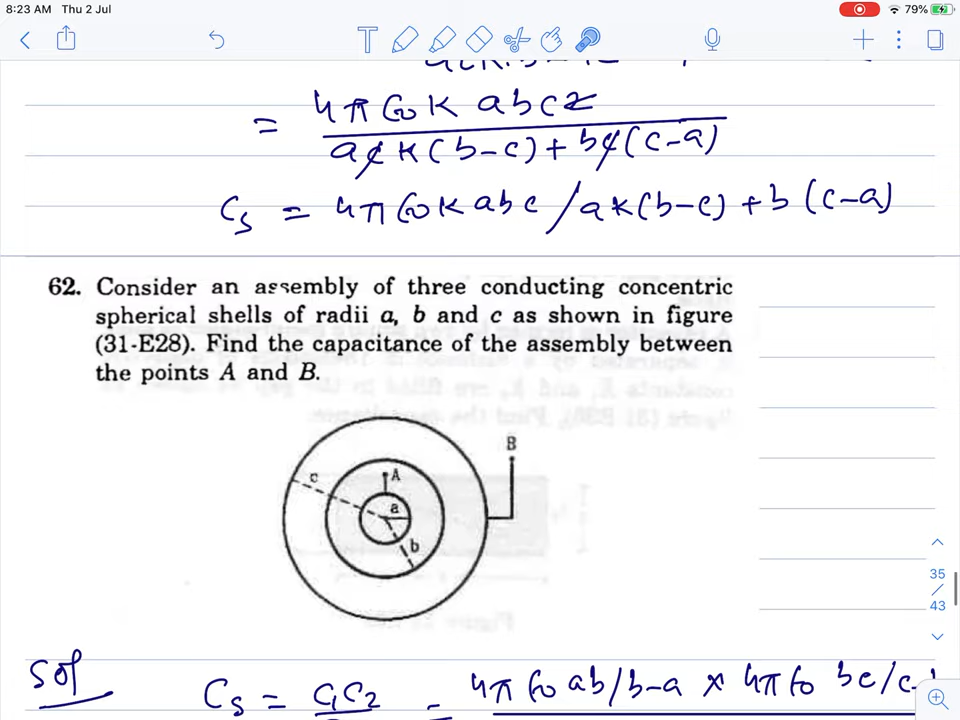 8:23 AM Thu 2 Jul
79%
T
= 4π ϵ₀ K abc²
a¢ K (b-c) + b¢ (c-a)
Cs = 4π ϵ₀ K abc / a K (b-c) + b (c-a)
62. Consider an assembly of three conducting concentric
spherical shells of radii a, b and c as shown in figure
(31-E28). Find the capacitance of the assembly between
the points A and B.
B
A
c
a
b
35
/
43
Sol
Cs = C₁C₂ = 4π ϵ₀ ab/b-a × 4π ϵ₀ bc/c-